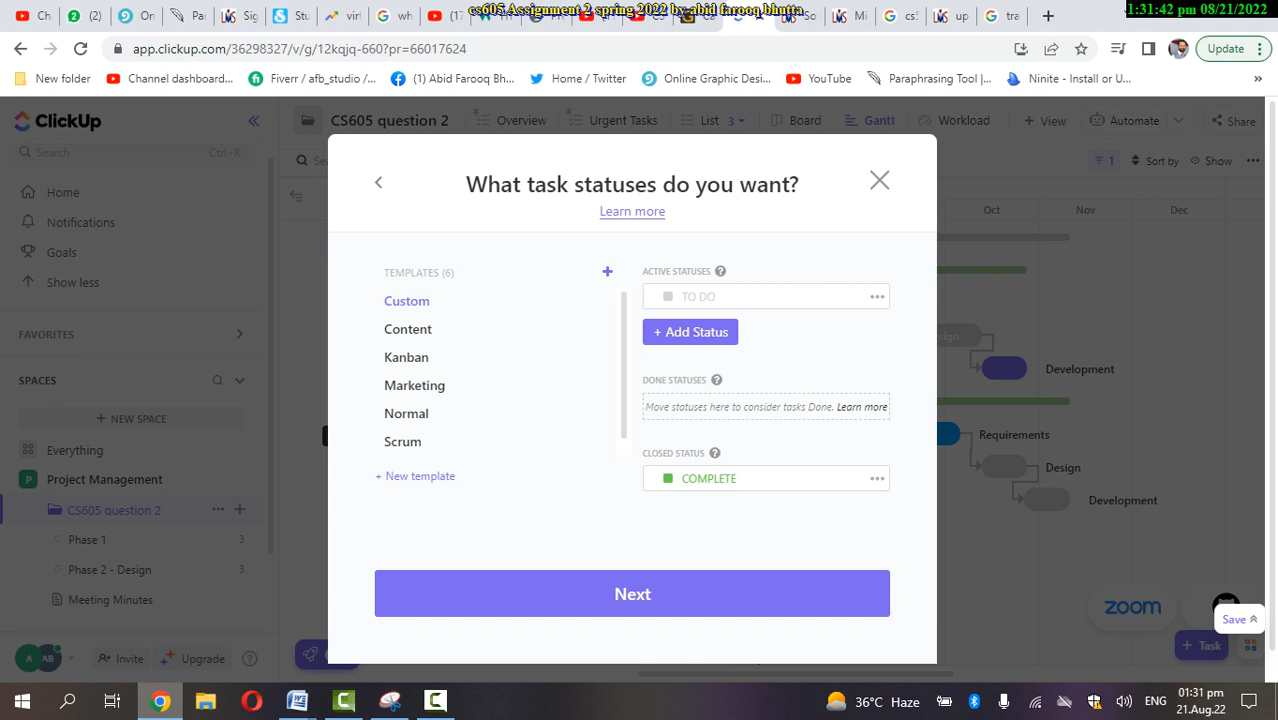 cs605 Assignment 2 spring 2022 by abid farooq bhutta
1:31:42 pm 08/21/2022
app.clickup.com/36298327/v/g/12kqjq-660?pr=66017624
Update
New folder
Channel dashboard...
Fiverr / afb_studio /...
(1) Abid Farooq Bh...
Home / Twitter
Online Graphic Des...
YouTube
Paraphrasing Tool |...
Ninite - Install or U...
ClickUp
CS605 question 2
Overview
Urgent Tasks
List 3
Board
Gantt
Workload
+ View
Automate
Share
Search
Ctrl+K
1
Sort by
Show
Home
Notifications
Goals
Show less
FAVORITES
SPACES
+ NEW SPACE
Everything
Project Management
CS605 question 2
Phase 1
3
Phase 2 - Design
3
Meeting Minutes
Invite
Upgrade
What task statuses do you want?
Learn more
TEMPLATES (6)
Custom
Content
Kanban
Marketing
Normal
Scrum
+ New template
ACTIVE STATUSES
TO DO
+ Add Status
DONE STATUSES
Move statuses here to consider tasks Done. Learn more
CLOSED STATUS
COMPLETE
Next
Oct
Nov
Dec
Development
Requirements
Design
Development
zoom
Save
+ Task
36°C Haze
ENG
01:31 pm
21.Aug.22